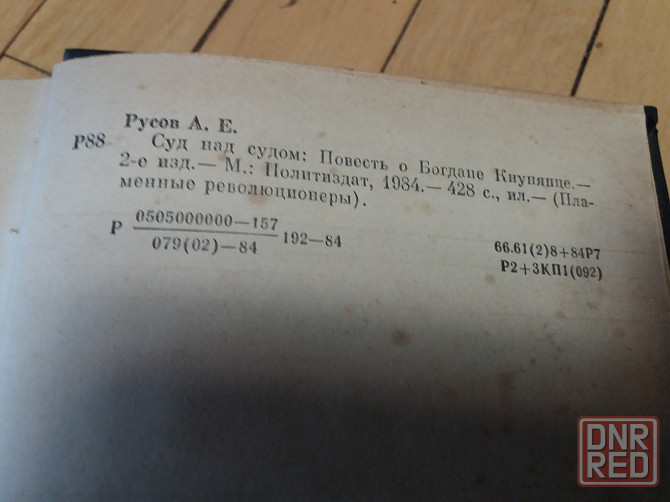 Русов А. Е.
Р88 Суд над судом: Повесть о Богдане Кнунянце.—
2-е изд.— М.: Политиздат, 1984.— 428 с., ил.— (Пла-
менные революционеры).
Р 0505000000—157
079(02)—84 192—84
66.61(2)8+84Р7
Р2+3КП1(092)
DNR
RED